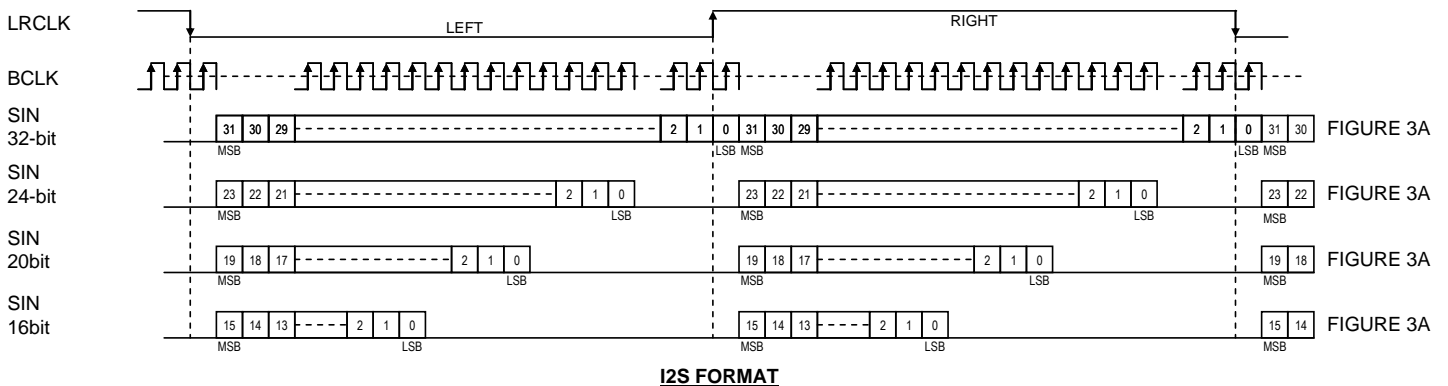 LRCLK
LEFT
RIGHT
BCLK
SIN
32-bit
31 30 29 2 1 0 31 30 29 2 1 0 31 30
MSB LSB MSB LSB MSB
FIGURE 3A
SIN
24-bit
23 22 21 2 1 0 23 22 21 2 1 0 23 22
MSB LSB MSB LSB MSB
FIGURE 3A
SIN
20bit
19 18 17 2 1 0 19 18 17 2 1 0 19 18
MSB LSB MSB LSB MSB
FIGURE 3A
SIN
16bit
15 14 13 2 1 0 15 14 13 2 1 0 15 14
MSB LSB MSB LSB MSB
FIGURE 3A
I2S FORMAT